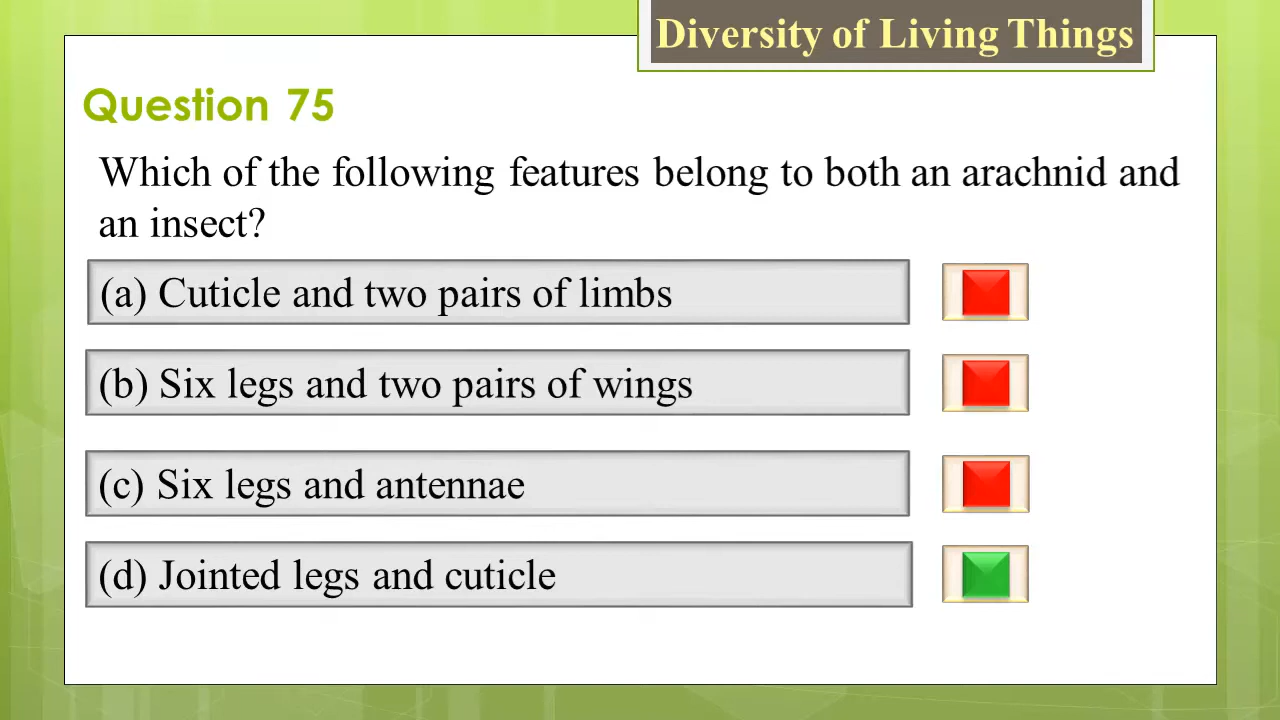 Diversity of Living Things
Question 75
Which of the following features belong to both an arachnid and
an insect?
(a) Cuticle and two pairs of limbs
(b) Six legs and two pairs of wings
(c) Six legs and antennae
(d) Jointed legs and cuticle